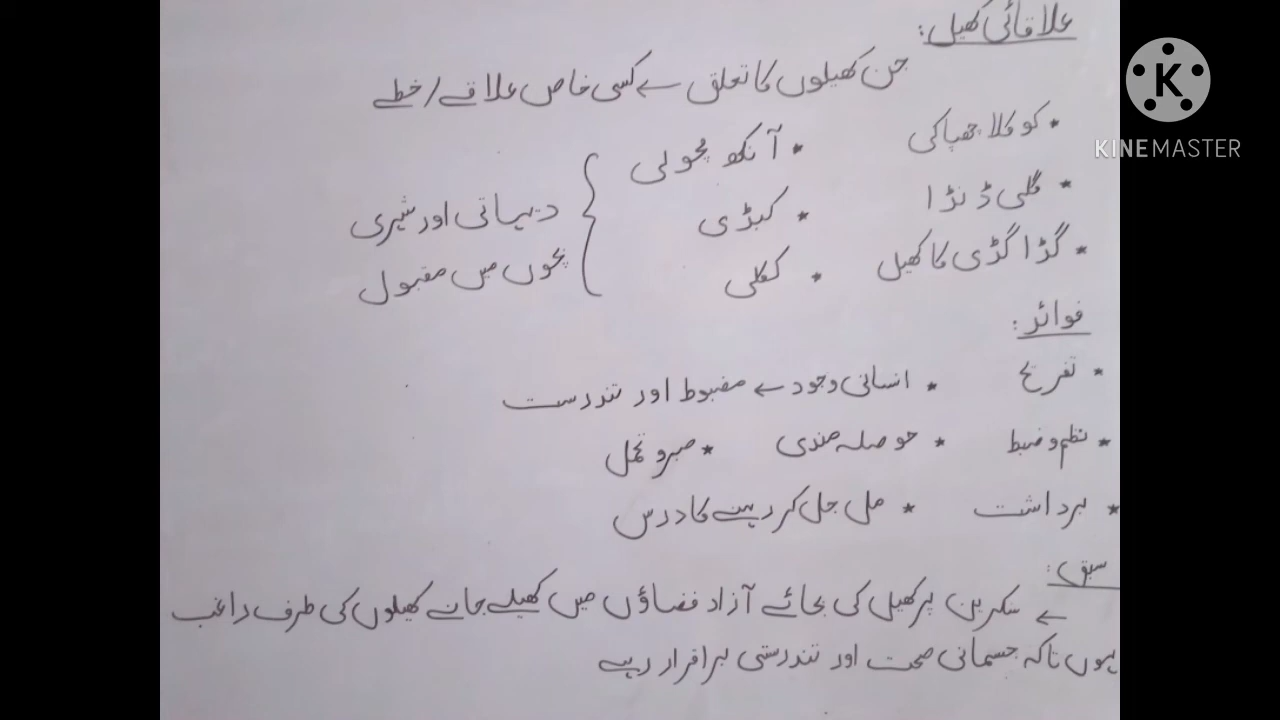 علاقائی کھیل:
جن کھیلوں کا تعلق ← کسی خاص علاقے/خطے
* کوکلا چھپاکی * آنکھ مچولی
* گلی ڈنڈا * کبڈی } دیہاتی اور شہری
* گڈا گڈی کا کھیل * ککلی بچوں میں مقبول
فوائد:
* تفریح * انسانی وجود ← مضبوط اور تندرست
* نظم و ضبط * حوصلہ مندی * صبر و تحمل
* برداشت * مل جل کر رہنے کا درس
سبق:
← سکرین پر کھیل کی بجائے آزاد فضاؤں میں کھیلے جانے کھیلوں کی طرف راغب
ہوں تاکہ جسمانی صحت اور تندرستی برقرار رہے
K
KINEMASTER